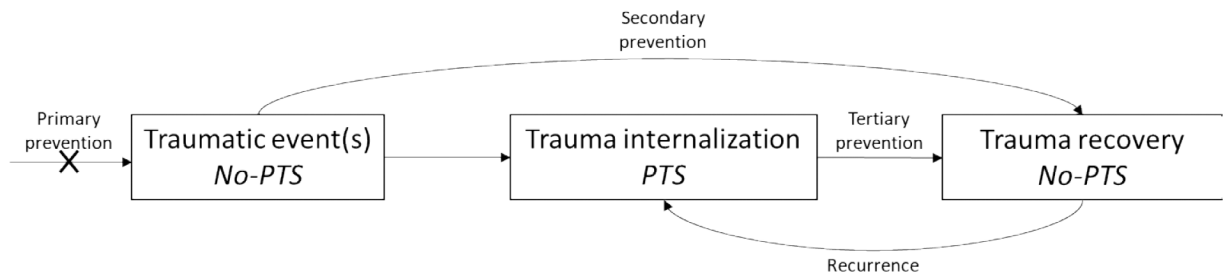 Secondary
prevention
Primary
prevention
Traumatic event(s)
No-PTS
Trauma internalization
PTS
Tertiary
prevention
Trauma recovery
No-PTS
Recurrence